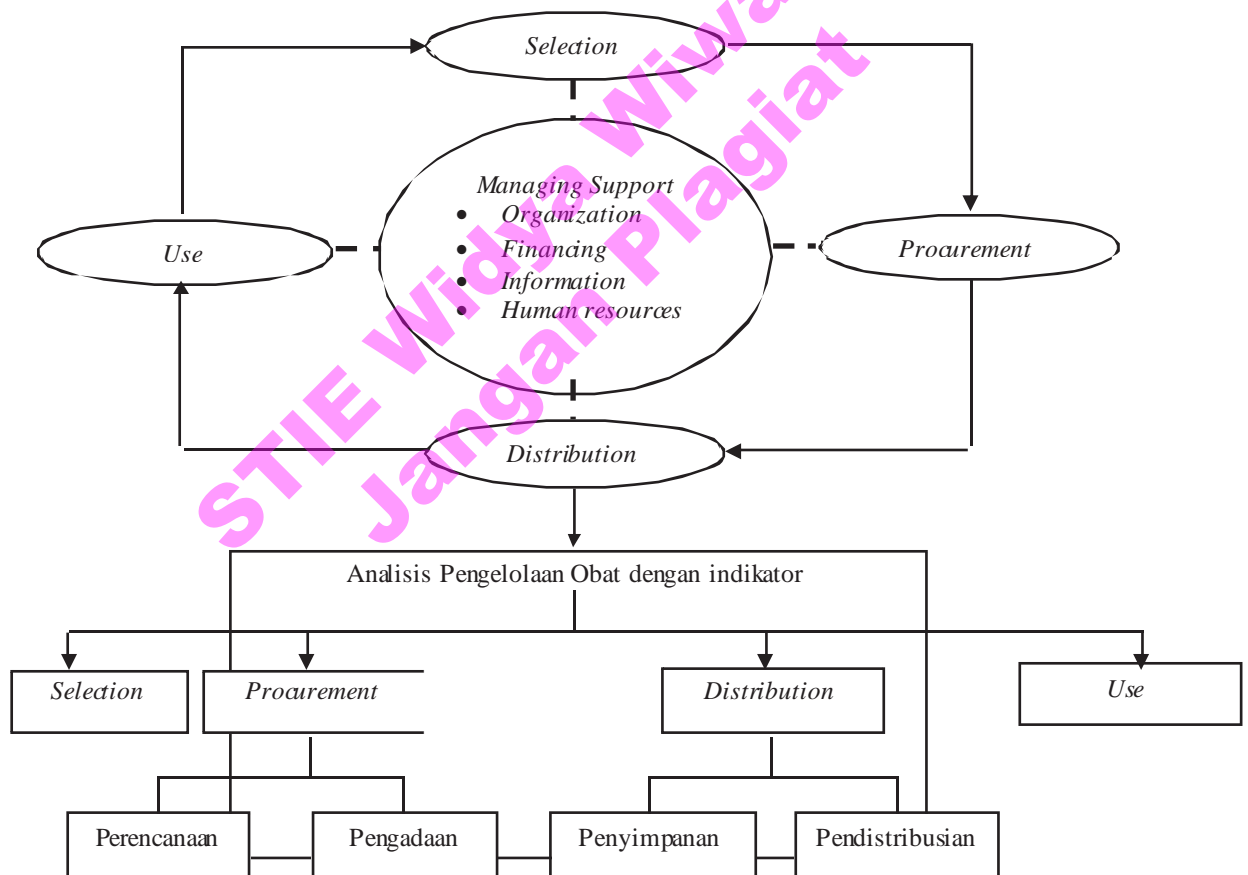 Selection
Managing Support
• Organization
• Financing
• Information
• Human resources
Use
Procurement
Distribution
Analisis Pengelolaan Obat dengan indikator
Selection
Procurement
Distribution
Use
Perencanaan
Pengadaan
Penyimpanan
Pendistribusian
STIE Widya
Jangan Plagiat